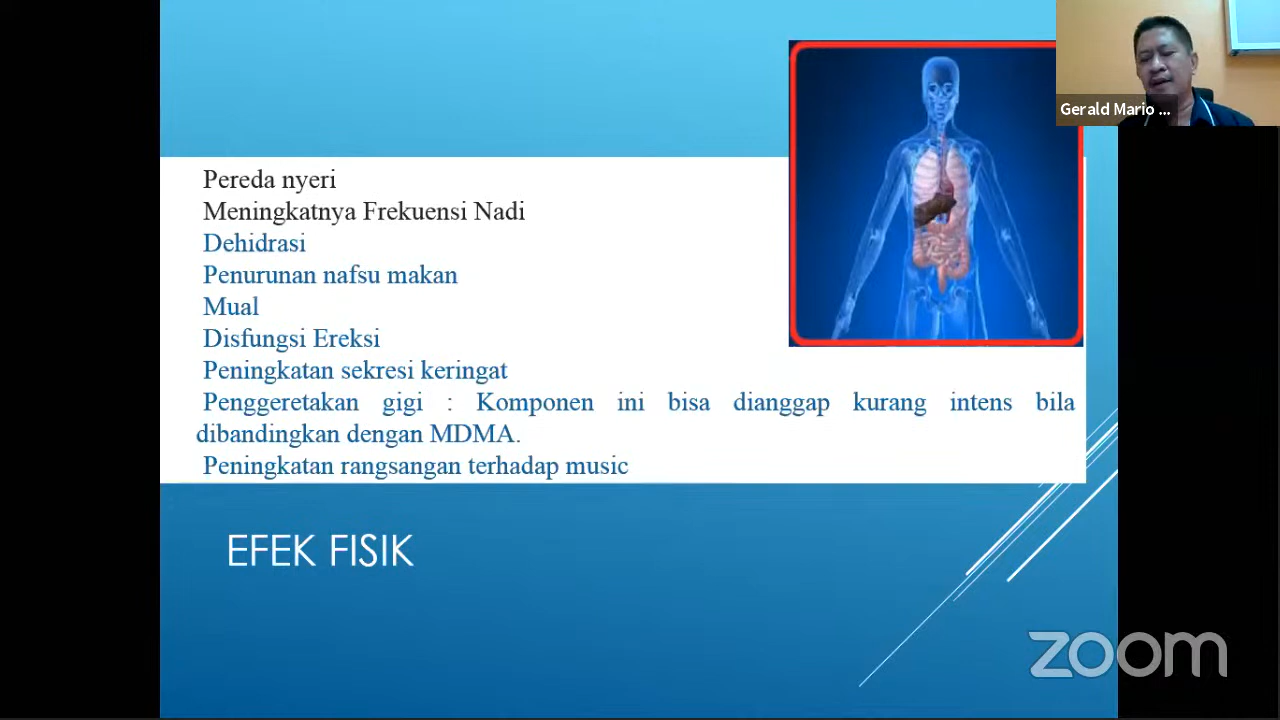 Gerald Mario ...
Pereda nyeri
Meningkatnya Frekuensi Nadi
Dehidrasi
Penurunan nafsu makan
Mual
Disfungsi Ereksi
Peningkatan sekresi keringat
Penggeretakan gigi : Komponen ini bisa dianggap kurang intens bila
dibandingkan dengan MDMA.
Peningkatan rangsangan terhadap music
EFEK FISIK
zoom